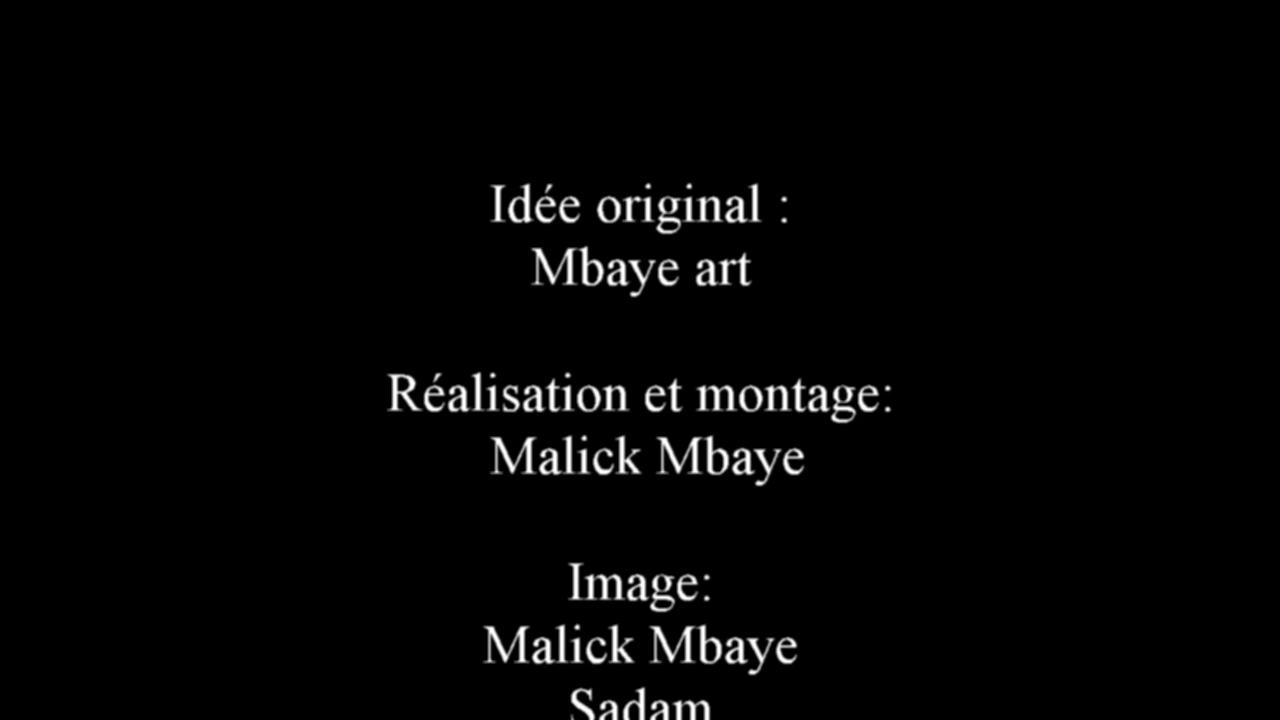 Idée original :
Mbaye art
Réalisation et montage:
Malick Mbaye
Image:
Malick Mbaye
Sadam